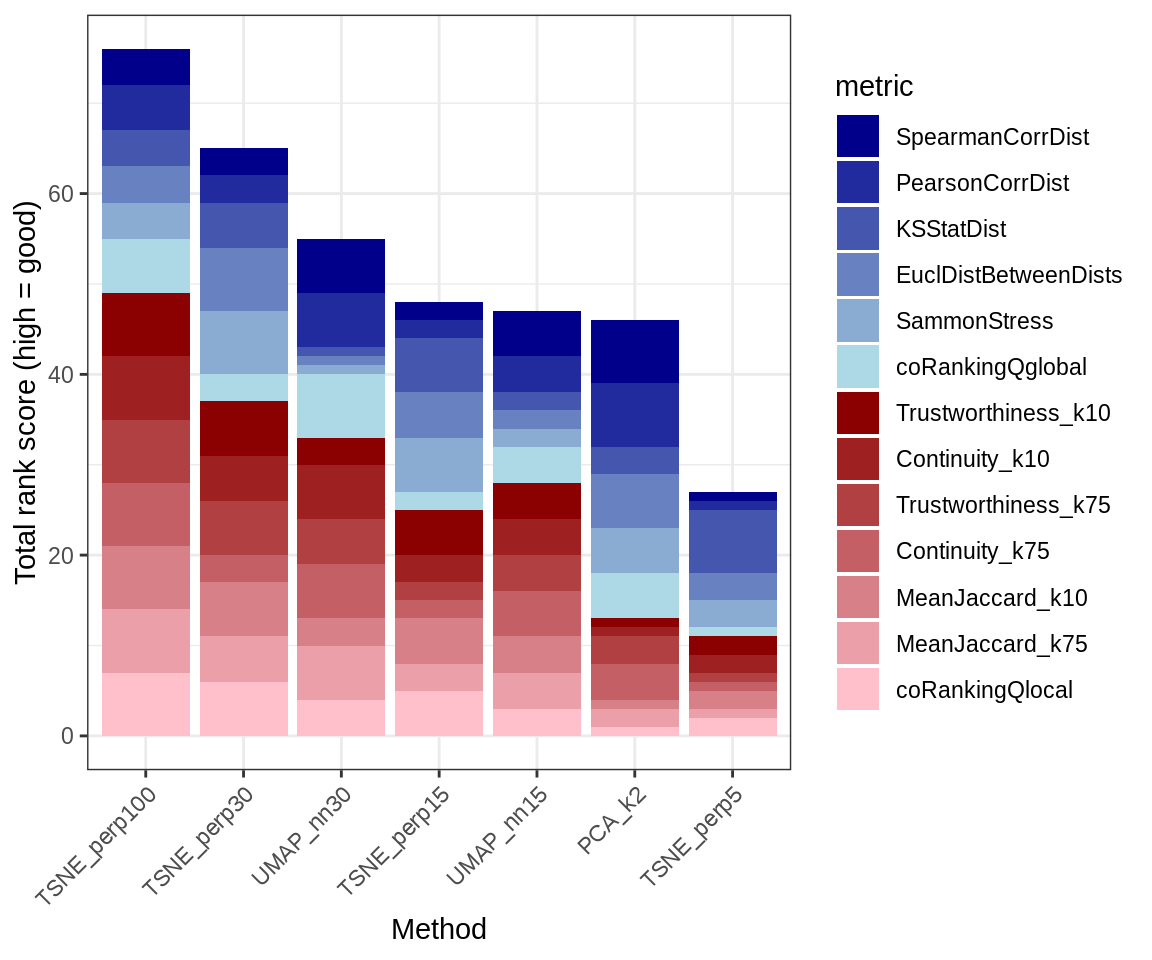 Total rank score (high = good)
60
40
20
0
TSNE_perp100
TSNE_perp30
UMAP_nn30
TSNE_perp15
UMAP_nn15
PCA_k2
TSNE_perp5
Method
metric
SpearmanCorrDist
PearsonCorrDist
KSStatDist
EuclDistBetweenDists
SammonStress
coRankingQglobal
Trustworthiness_k10
Continuity_k10
Trustworthiness_k75
Continuity_k75
MeanJaccard_k10
MeanJaccard_k75
coRankingQlocal